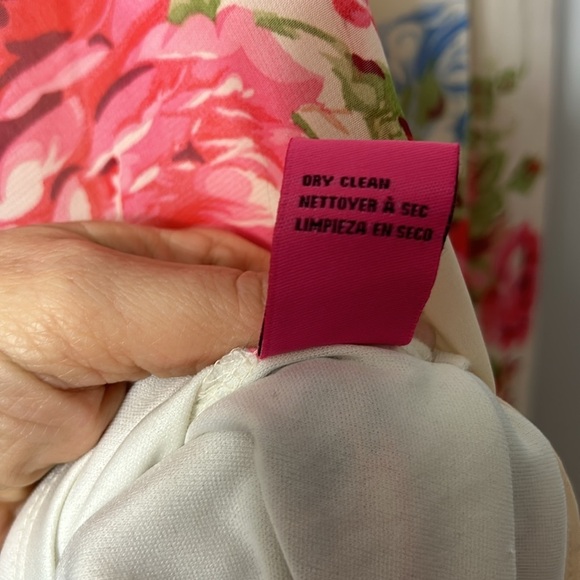 DRY CLEAN
NETTOYER À SEC
LIMPIEZA EN SECO